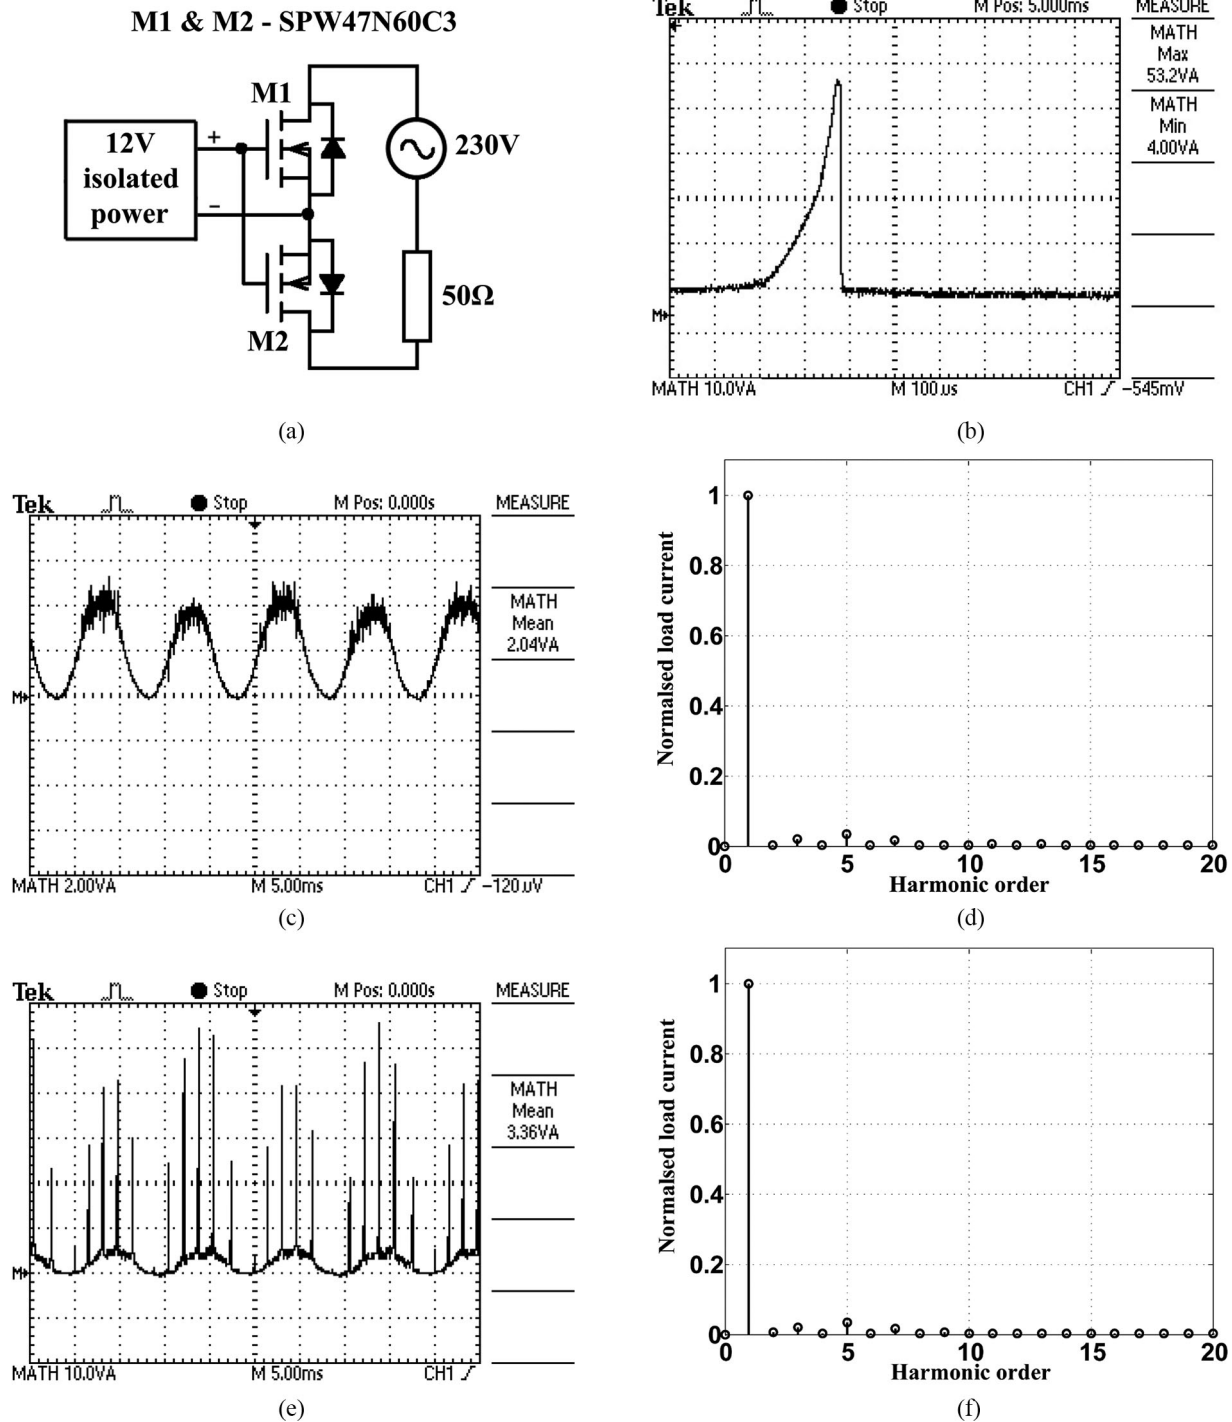 M1 & M2 - SPW47N60C3
M1
12V
isolated
power
+
−
230V
50Ω
M2
(a)
Tek
Stop
M Pos: 5.000ms
MEASURE
MATH
Max
53.2VA
MATH
Min
4.00VA
M
MATH 10.0VA
M 100us
CH1
-545mV
(b)
Tek
Stop
M Pos: 0.000s
MEASURE
MATH
Mean
2.04VA
M
MATH 2.00VA
M 5.00ms
CH1
-120uV
(c)
Normalsed load current
1
0.8
0.6
0.4
0.2
0
0 5 10 15 20
Harmonic order
(d)
Tek
Stop
M Pos: 0.000s
MEASURE
MATH
Mean
3.36VA
M
MATH 10.0VA
M 5.00ms
CH1
(e)
Normalsed load current
1
0.8
0.6
0.4
0.2
0
0 5 10 15 20
Harmonic order
(f)